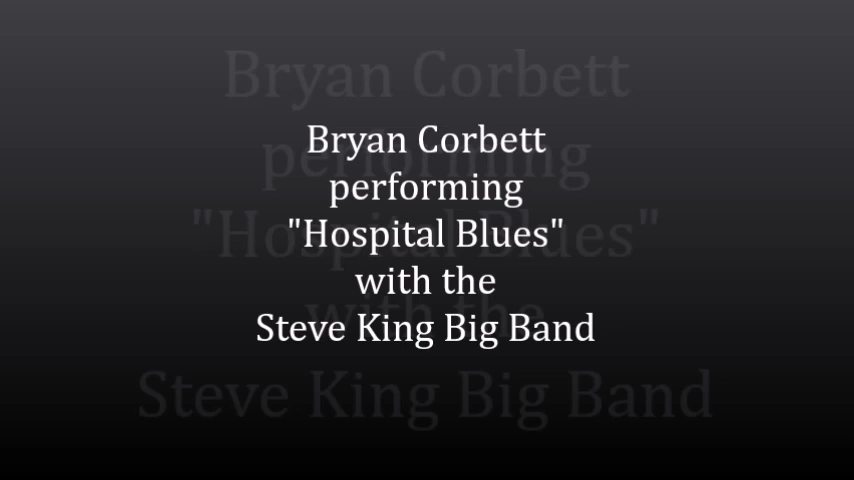 Bryan Corbett
performing
"Hospital Blues"
with the
Steve King Big Band